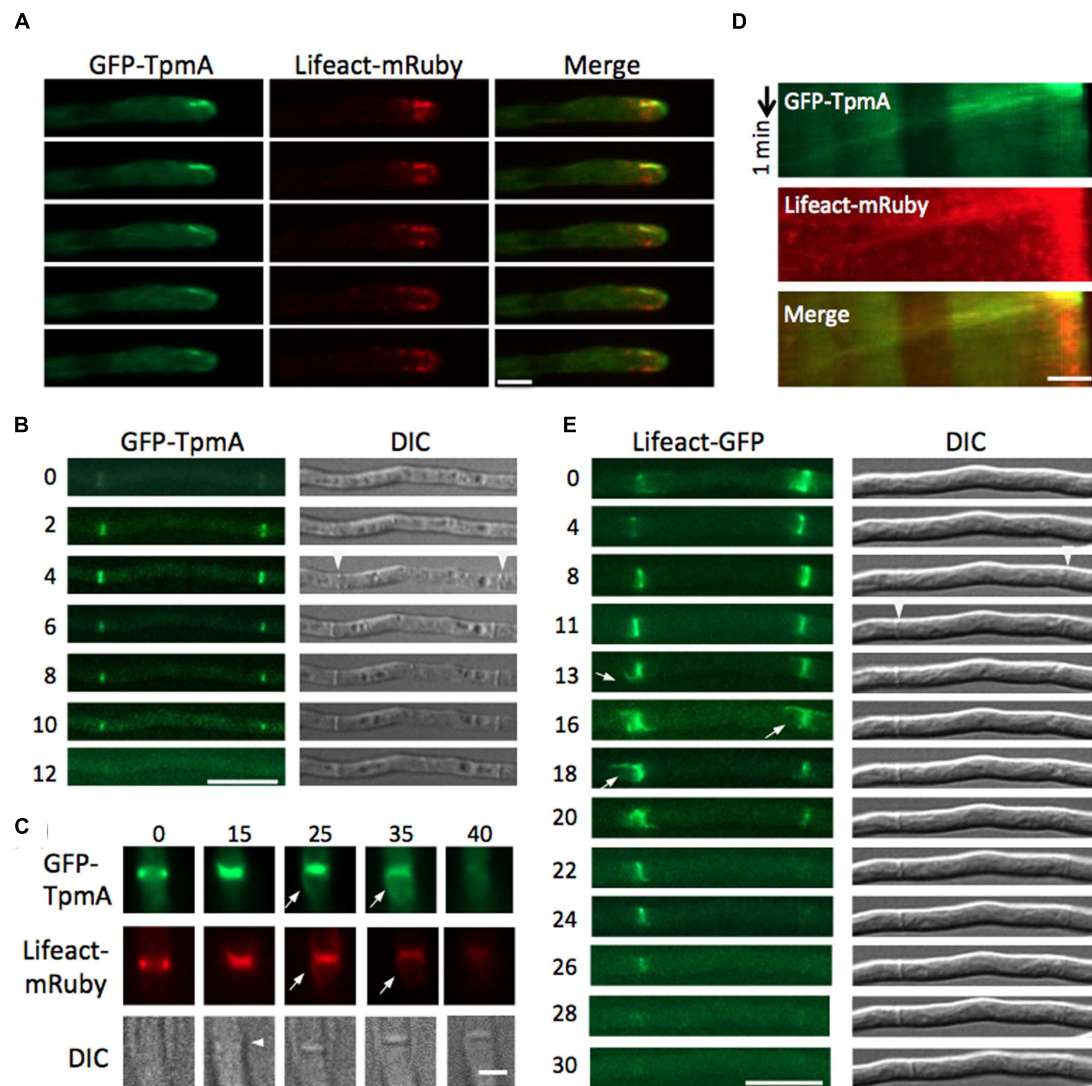 A
GFP-TpmA Lifeact-mRuby Merge
D
1 min
GFP-TpmA
Lifeact-mRuby
Merge
B
GFP-TpmA DIC
0
2
4
6
8
10
12
C
0 15 25 35 40
GFP-
TpmA
Lifeact-
mRuby
DIC
E
Lifeact-GFP DIC
0
4
8
11
13
16
18
20
22
24
26
28
30